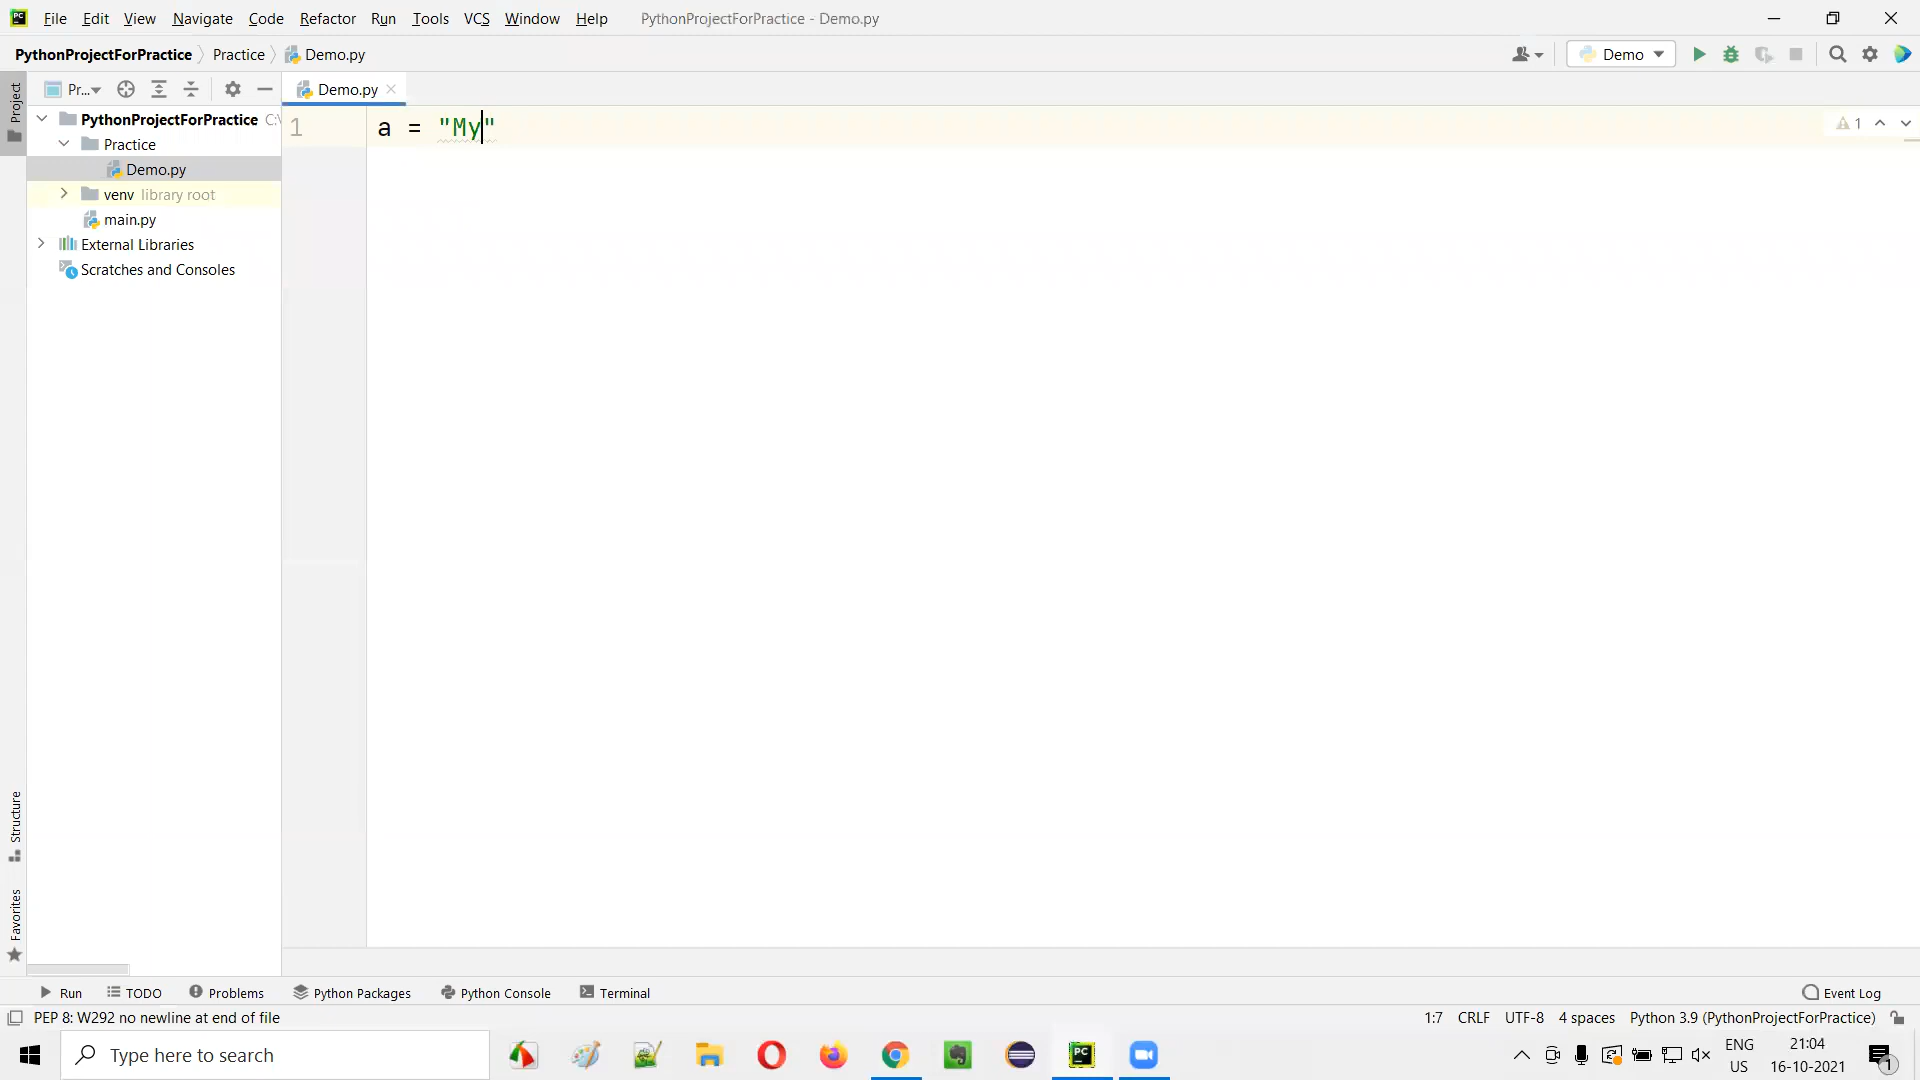 File Edit View Navigate Code Refactor Run Tools VCS Window Help PythonProjectForPractice - Demo.py
PythonProjectForPractice Practice Demo.py Demo
Project Pr... Demo.py
PythonProjectForPractice C:\ 1 a = "My" 1
Practice
Demo.py
venv library root
main.py
External Libraries
Scratches and Consoles
Structure
Favorites
Run TODO Problems Python Packages Python Console Terminal Event Log
PEP 8: W292 no newline at end of file 1:7 CRLF UTF-8 4 spaces Python 3.9 (PythonProjectForPractice)
Type here to search PC ENG 21:04
US 16-10-2021 1